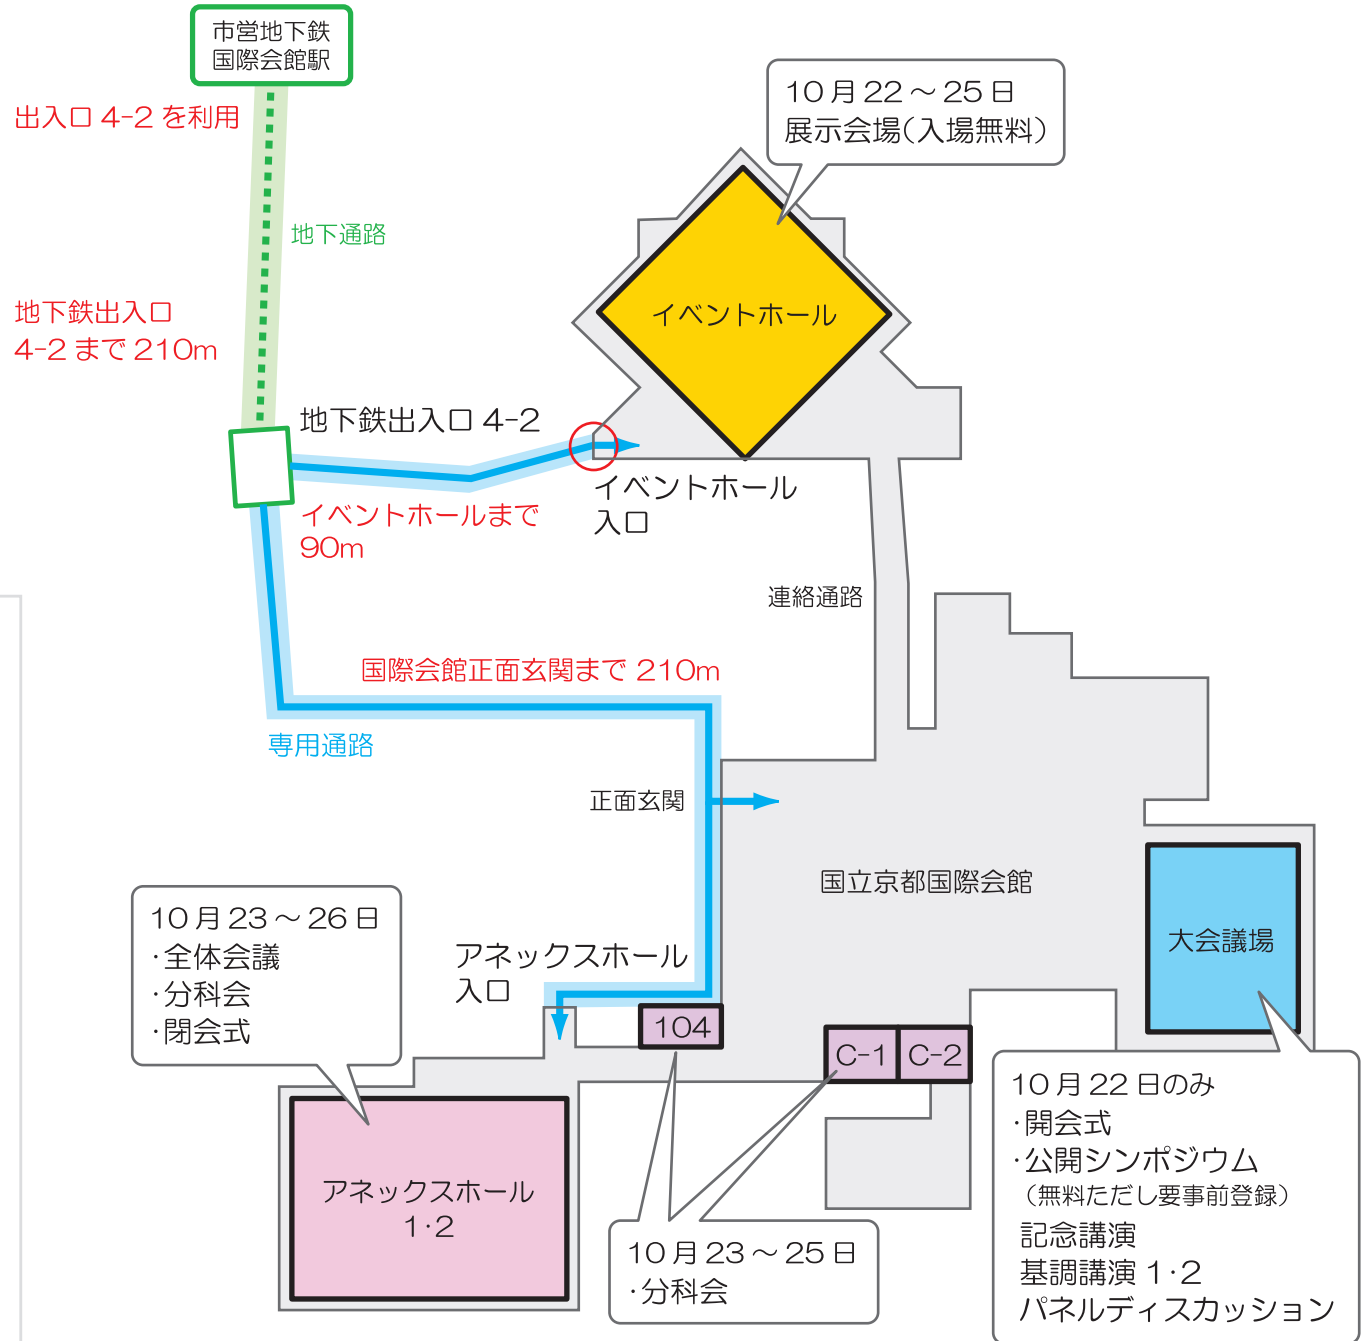 市営地下鉄
国際会館駅
出入口 4-2 を利用
地下通路
地下鉄出入口
4-2 まで 210m
10 月 22 ～ 25 日
展示会場(入場無料)
イベントホール
地下鉄出入口 4-2
イベントホール
入口
イベントホールまで
90m
連絡通路
国際会館正面玄関まで 210m
専用通路
正面玄関
国立京都国際会館
大会議場
10 月 23 ～ 26 日
・全体会議
・分科会
・閉会式
アネックスホール
入口
104
C-1
C-2
アネックスホール
1・2
10 月 23 ～ 25 日
・分科会
10 月 22 日のみ
・開会式
・公開シンポジウム
（無料ただし要事前登録）
記念講演
基調講演 1・2
パネルディスカッション